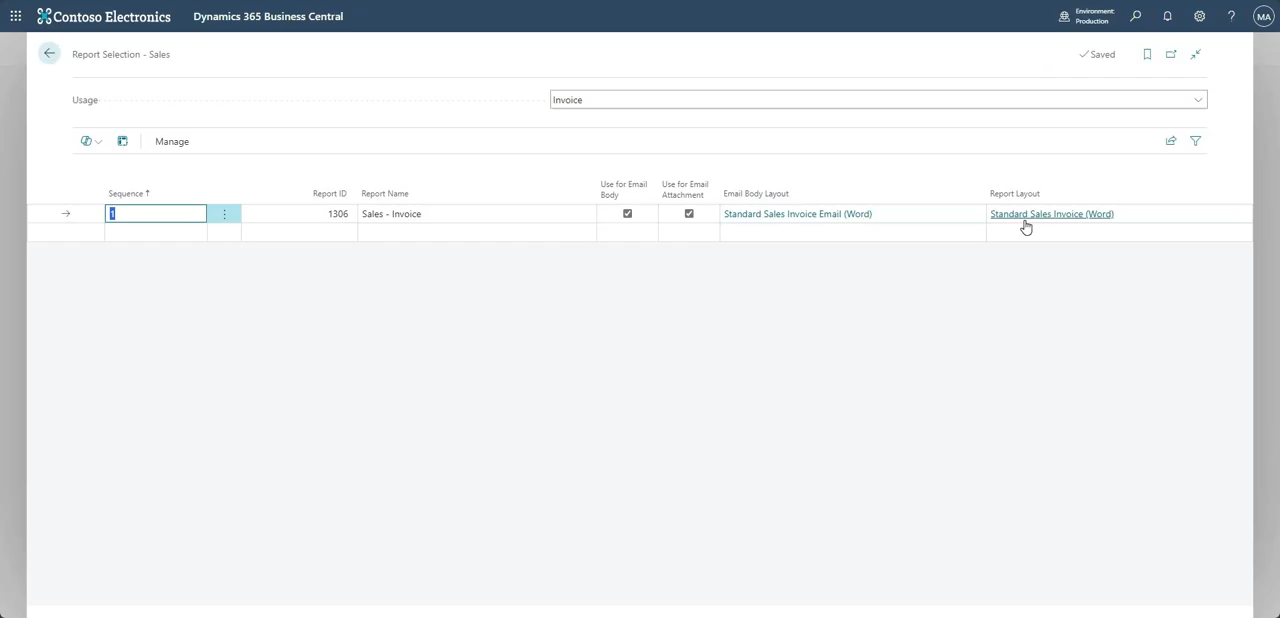 Contoso Electronics Dynamics 365 Business Central Environment: Production ? MA
Report Selection - Sales Saved
Usage Invoice
Manage
Sequence ↑ Report ID Report Name Use for Email Body Use for Email Attachment Email Body Layout Report Layout
1 1306 Sales - Invoice Standard Sales Invoice Email (Word) Standard Sales Invoice (Word)